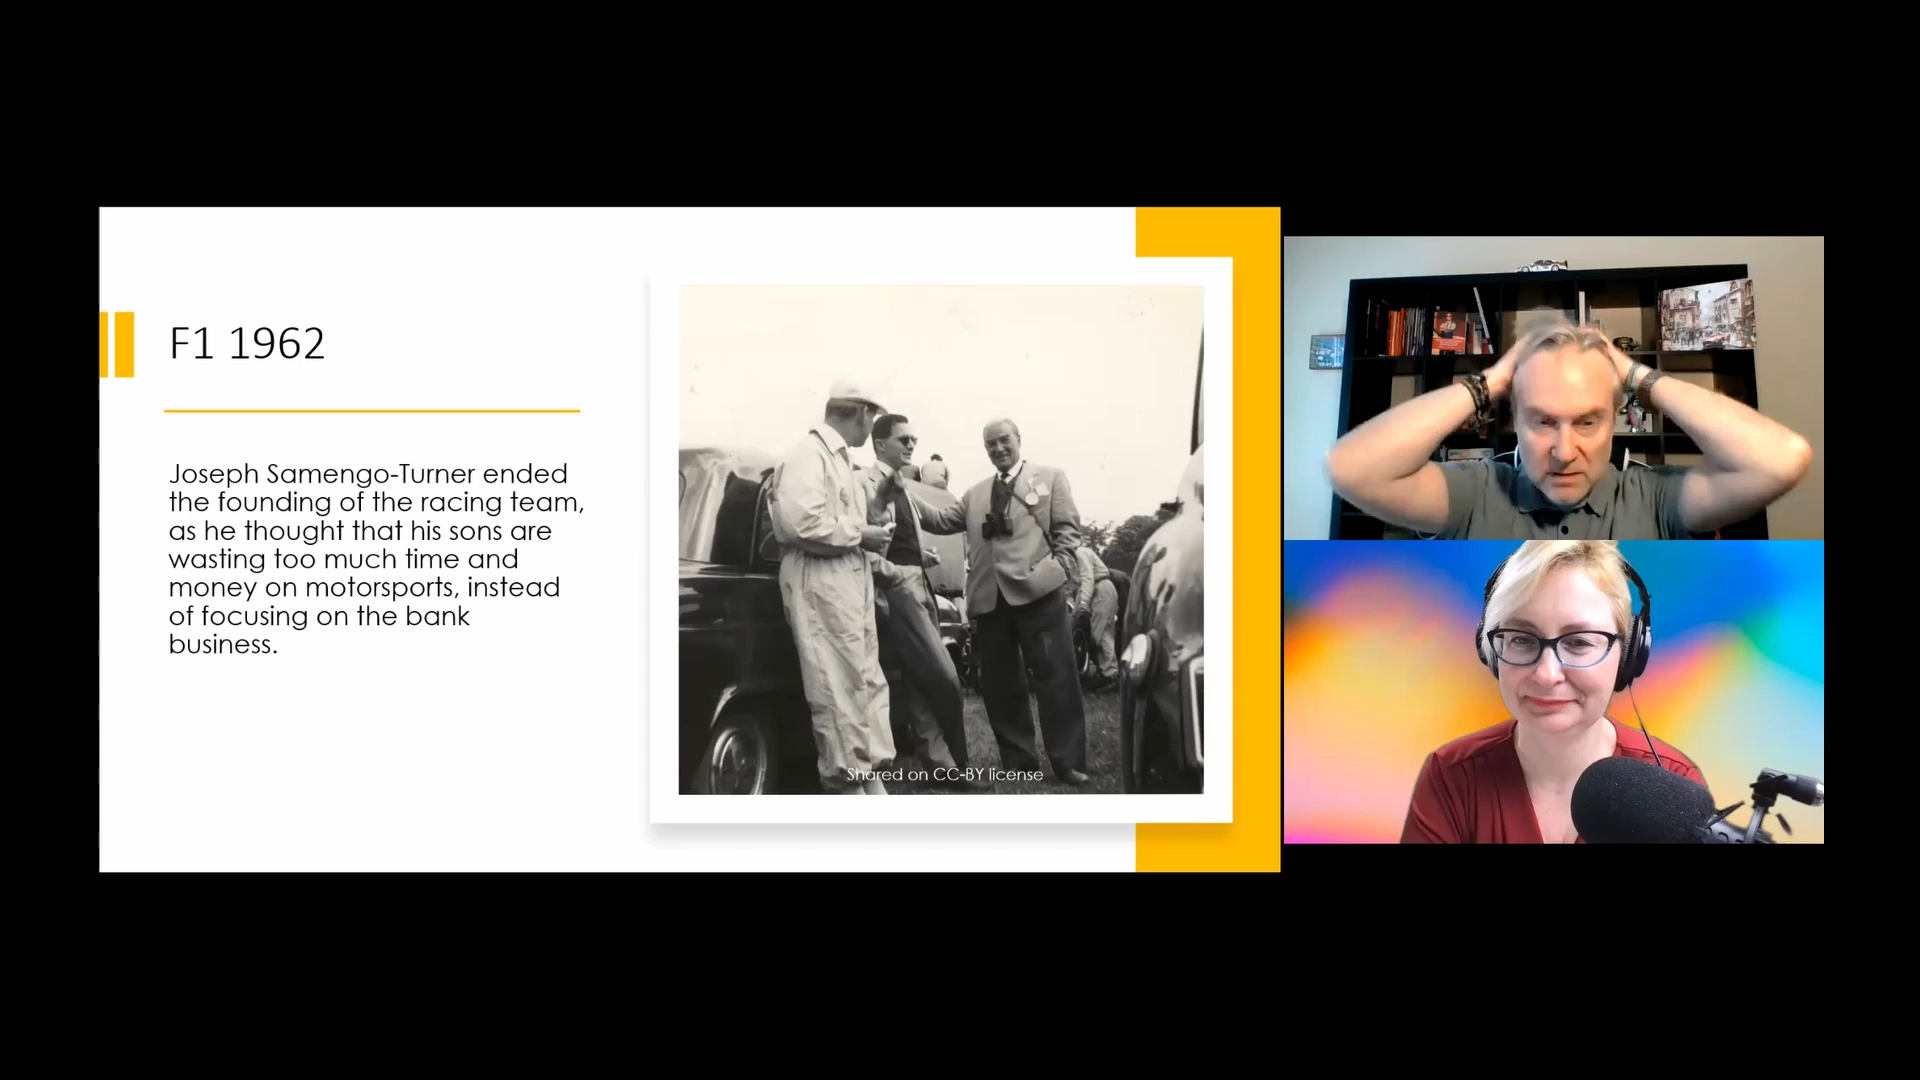 F1 1962
Joseph Samengo-Turner ended
the founding of the racing team,
as he thought that his sons are
wasting too much time and
money on motorsports, instead
of focusing on the bank
business.
Shared on CC-BY license